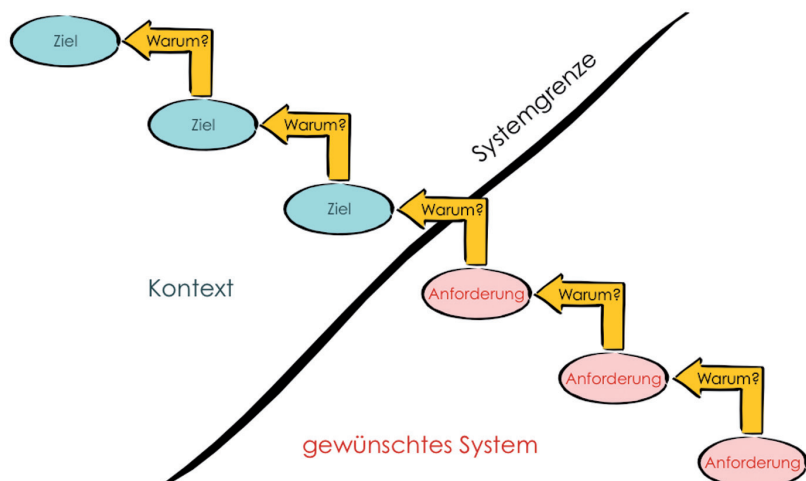 Ziel
Warum?
Ziel
Warum?
Systemgrenze
Ziel
Warum?
Kontext
Anforderung
Warum?
Anforderung
Warum?
gewünschtes System
Anforderung